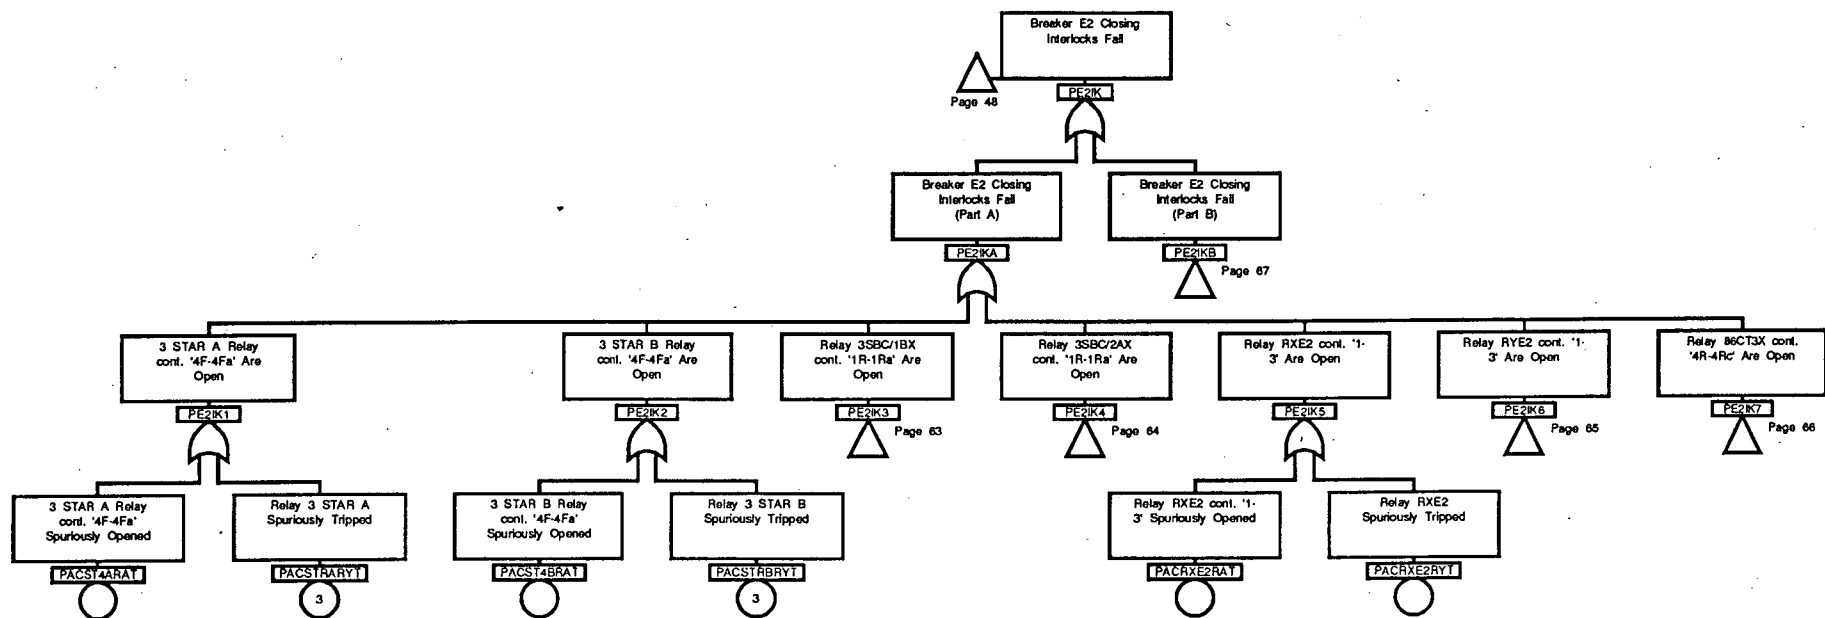 Breaker E2 Closing
Interlocks Fail
Page 48
PE2IK
Breaker E2 Closing
Interlocks Fail
(Part A)
Breaker E2 Closing
Interlocks Fail
(Part B)
PE2IKA
PE2IKB
Page 67
3 STAR A Relay
cont. '4F-4Fa' Are
Open
3 STAR B Relay
cont. '4F-4Fa' Are
Open
Relay 3SBC/1BX
cont. '1R-1Ra' Are
Open
Relay 3SBC/2AX
cont. '1R-1Ra' Are
Open
Relay RXE2 cont. '1-
3' Are Open
Relay RYE2 cont. '1-
3' Are Open
Relay 86CT3X cont.
'4R-4Rc' Are Open
PE2IK1
PE2IK2
PE2IK3
Page 63
PE2IK4
Page 64
PE2IK5
PE2IK6
Page 65
PE2IK7
Page 66
3 STAR A Relay
cont. '4F-4Fa'
Spuriously Opened
Relay 3 STAR A
Spuriously Tripped
3 STAR B Relay
cont. '4F-4Fa'
Spuriously Opened
Relay 3 STAR B
Spuriously Tripped
Relay RXE2 cont. '1-
3' Spuriously Opened
Relay RXE2
Spuriously Tripped
PACST4ARAT
PACSTRARYT
3
PACST4BRAT
PACSTRBRYT
3
PACRXE2RAT
PACRXE2RYT